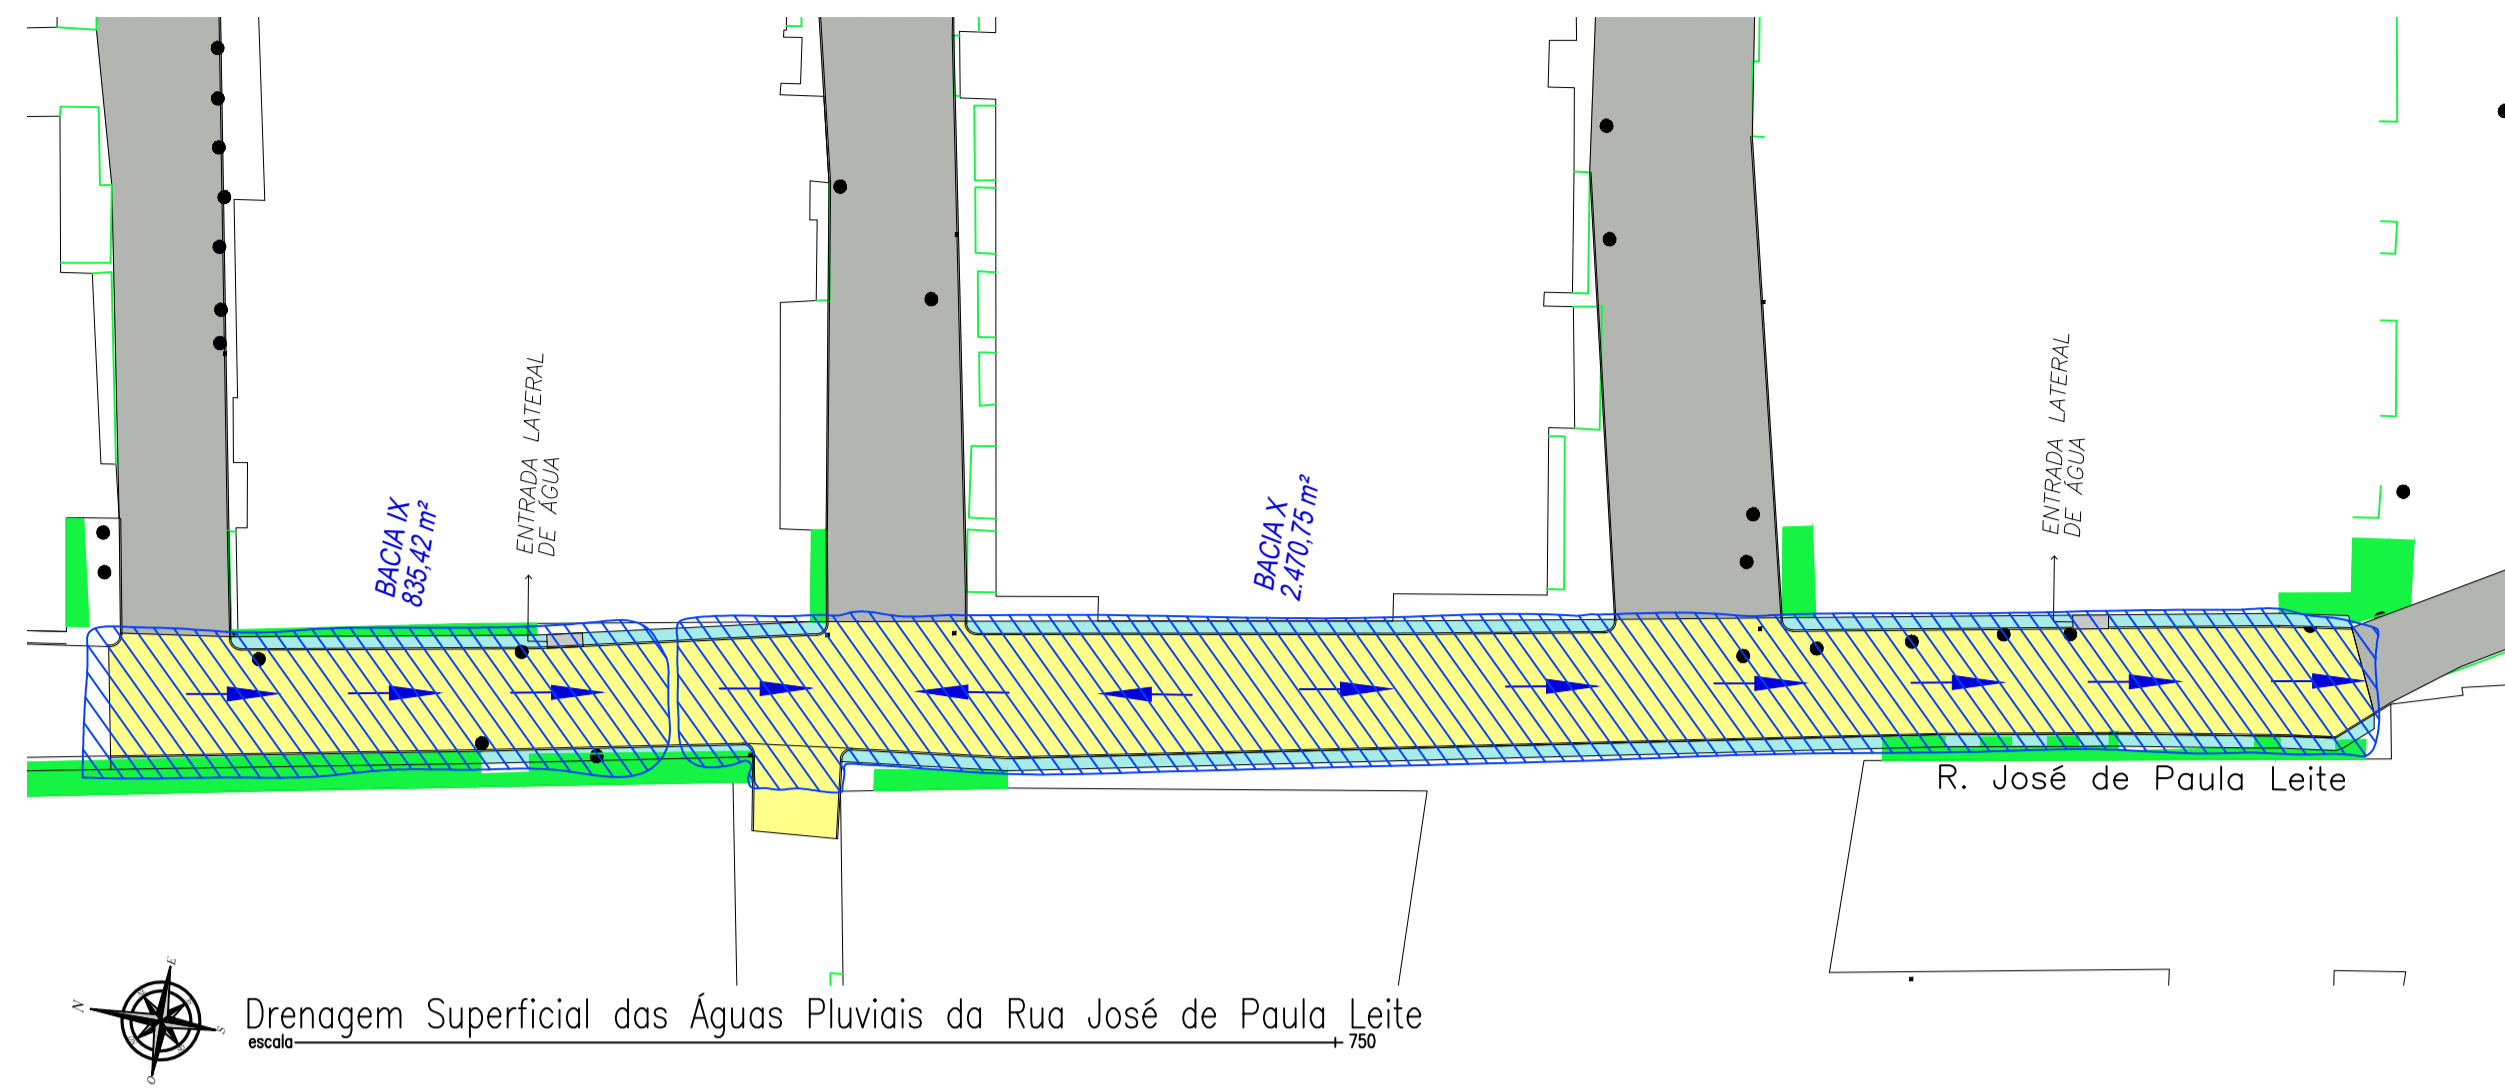 BACIA IX
835,42 m²
ENTRADA LATERAL
DE ÁGUA
BACIA X
2.470,75 m²
ENTRADA LATERAL
DE ÁGUA
R. José de Paula Leite
N
E
S
O
Drenagem Superficial das Águas Pluviais da Rua José de Paula Leite
escala 750